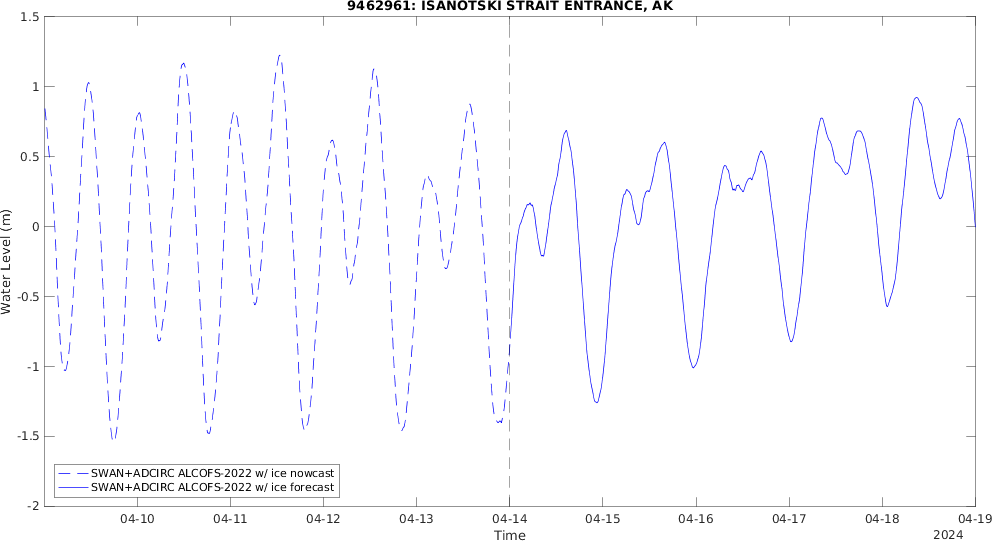 9462961: ISANOTSKI STRAIT ENTRANCE, AK
1.5
1
0.5
0
-0.5
-1
-1.5
-2
Water Level (m)
SWAN+ADCIRC ALCOFS-2022 w/ ice nowcast
SWAN+ADCIRC ALCOFS-2022 w/ ice forecast
04-10 04-11 04-12 04-13 04-14 04-15 04-16 04-17 04-18 04-19
Time
2024